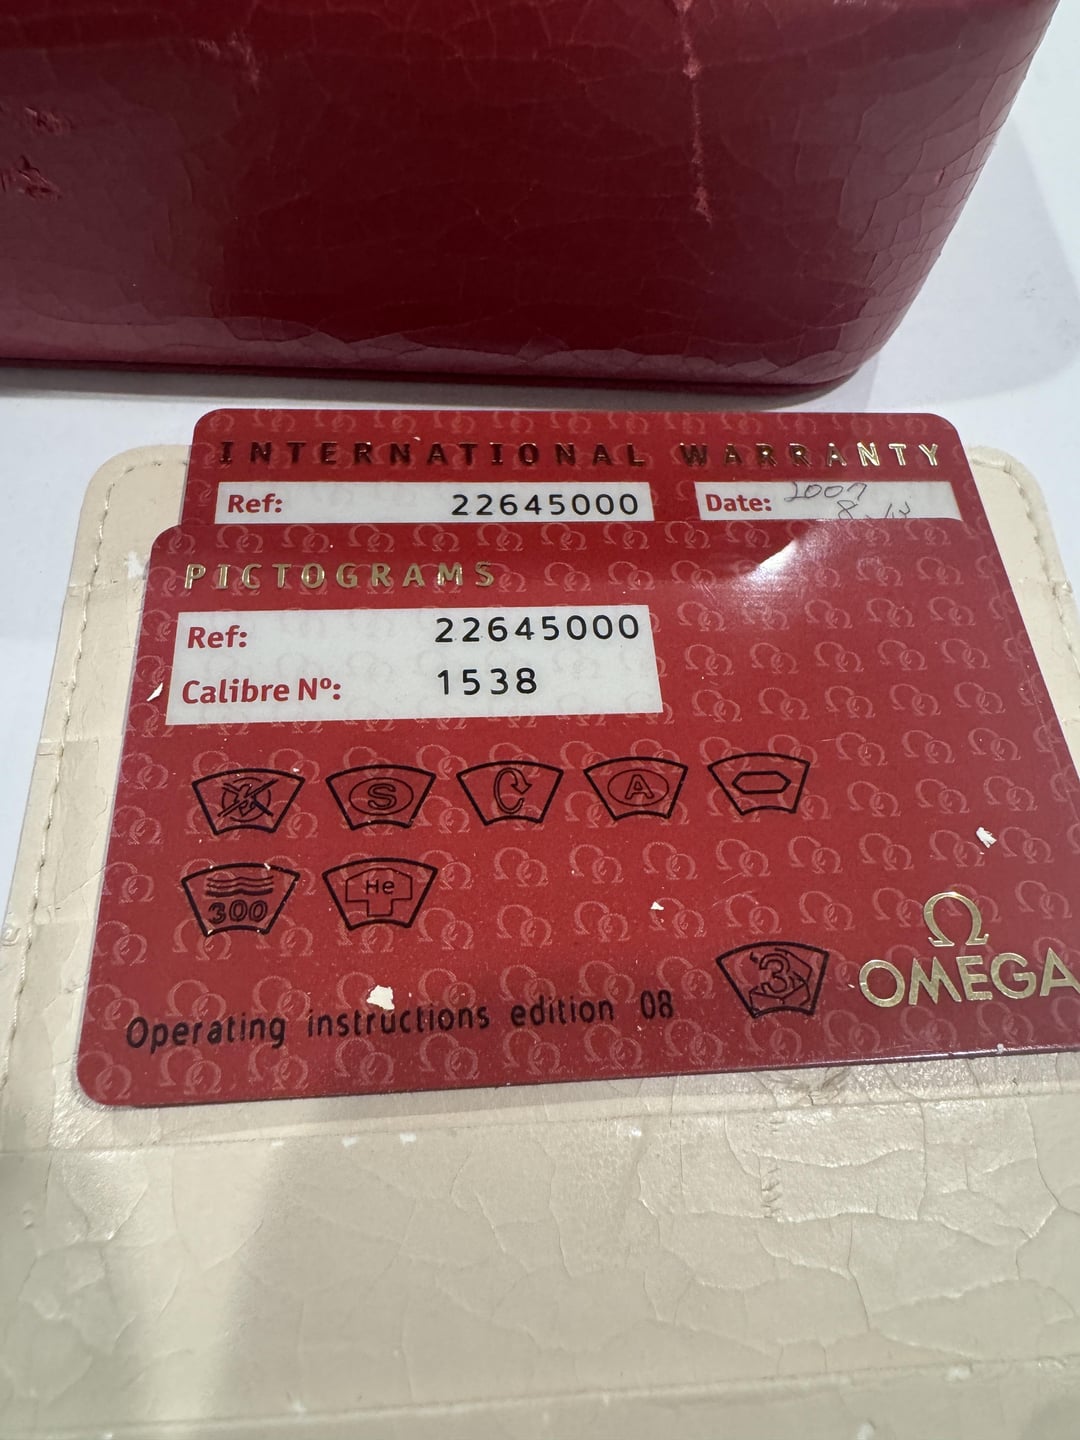 INTERNATIONAL WARRANTY
Ref: 22645000 Date: 2007
PICTOGRAMS
Ref: 22645000
Calibre Nº: 1538
S C A
300 He
3
Operating instructions edition 08
Ω
OMEGA